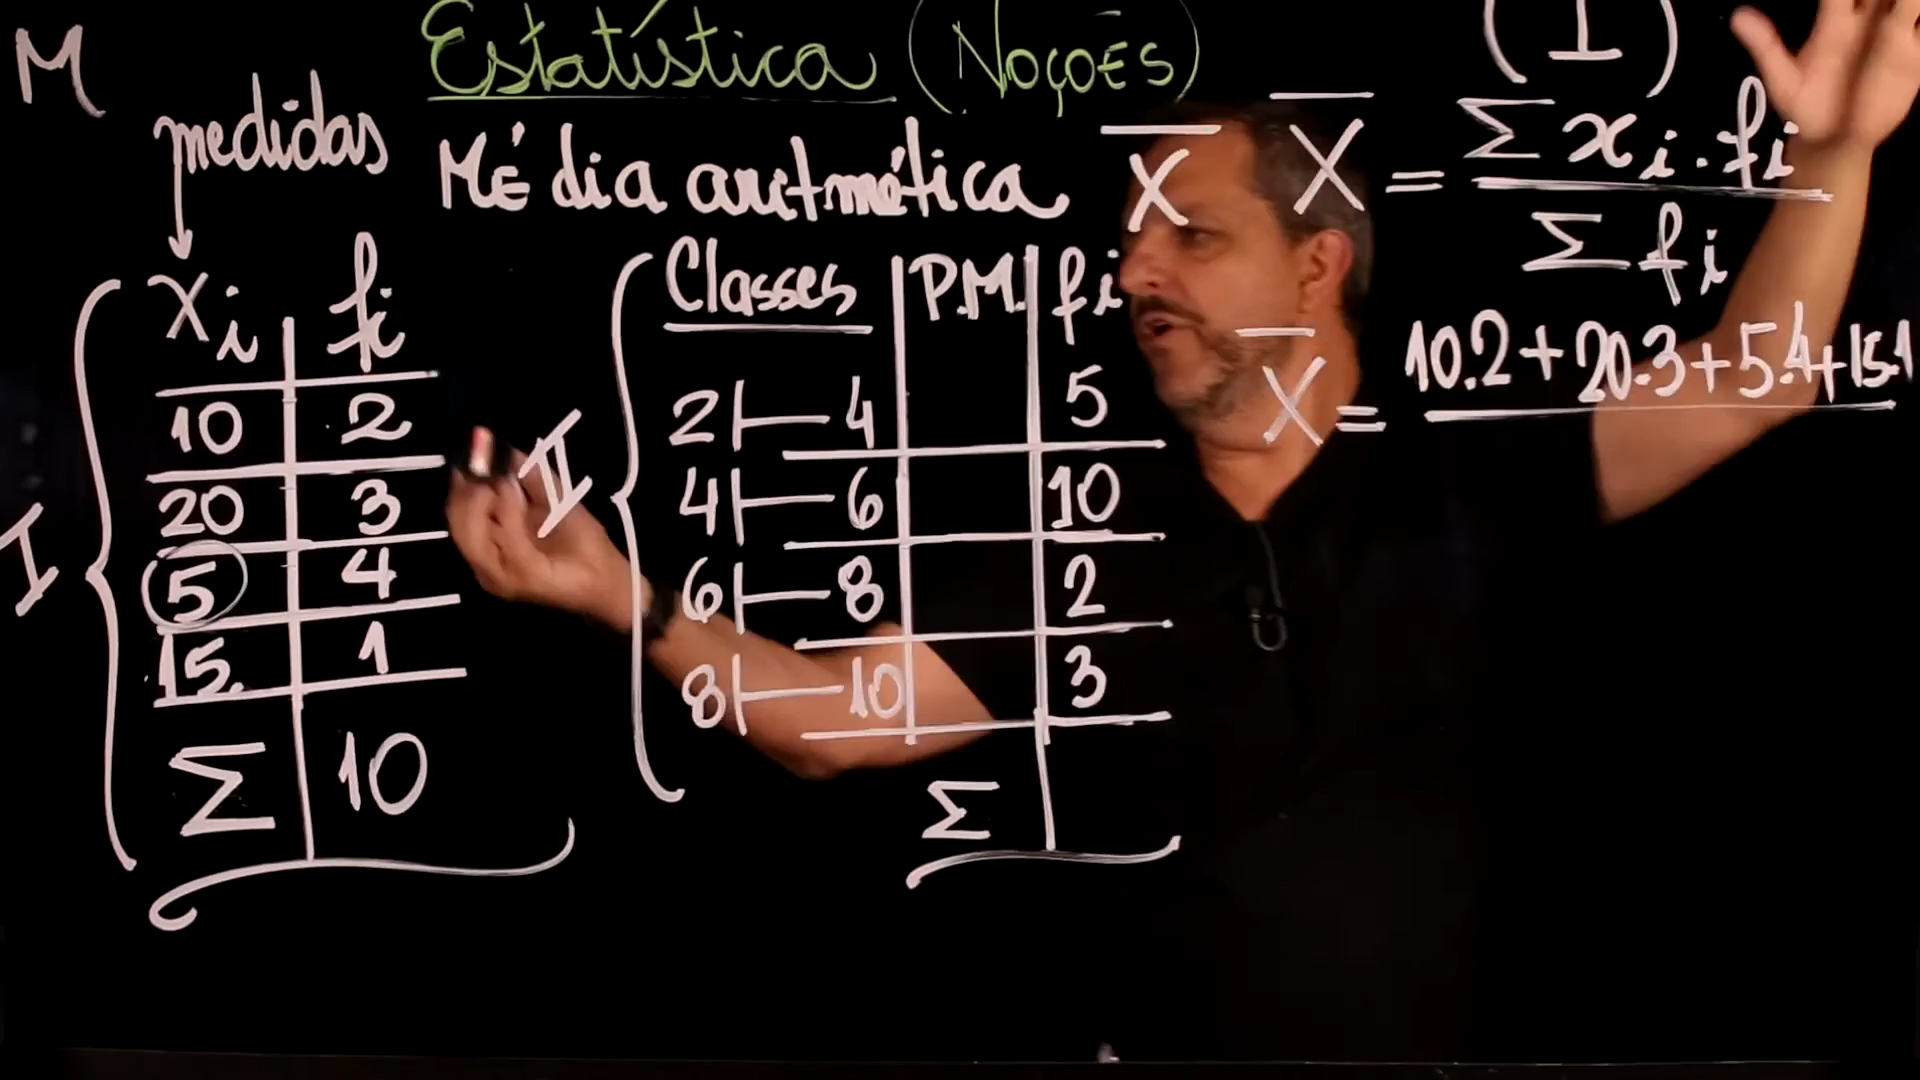 M
Estatística (Noções)
(I)
medidas
Média aritmética X̅
X̅ = Σ xi . fi / Σ fi
X̅ = 10.2 + 20.3 + 5.4 + 15.1
I
xi | fi
10 | 2
20 | 3
5 | 4
15 | 1
Σ | 10
II
Classes | P.M. | fi
2 |— 4 | | 5
4 |— 6 | | 10
6 |— 8 | | 2
8 |— 10 | | 3
Σ